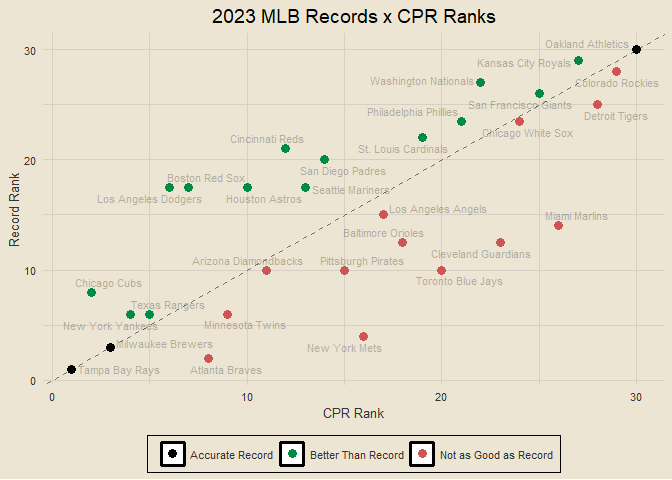 2023 MLB Records x CPR Ranks
Oakland Athletics
30
Kansas City Royals
Washington Nationals
Colorado Rockies
San Francisco Giants
Philadelphia Phillies
Detroit Tigers
Chicago White Sox
Cincinnati Reds
St. Louis Cardinals
20
San Diego Padres
Boston Red Sox
Seattle Mariners
Los Angeles Dodgers
Houston Astros
Record Rank
Los Angeles Angels
Miami Marlins
Baltimore Orioles
Cleveland Guardians
Arizona Diamondbacks
Pittsburgh Pirates
10
Toronto Blue Jays
Chicago Cubs
Texas Rangers
New York Yankees
Minnesota Twins
Milwaukee Brewers
New York Mets
Tampa Bay Rays
Atlanta Braves
0
0
10
20
30
CPR Rank
Accurate Record
Better Than Record
Not as Good as Record